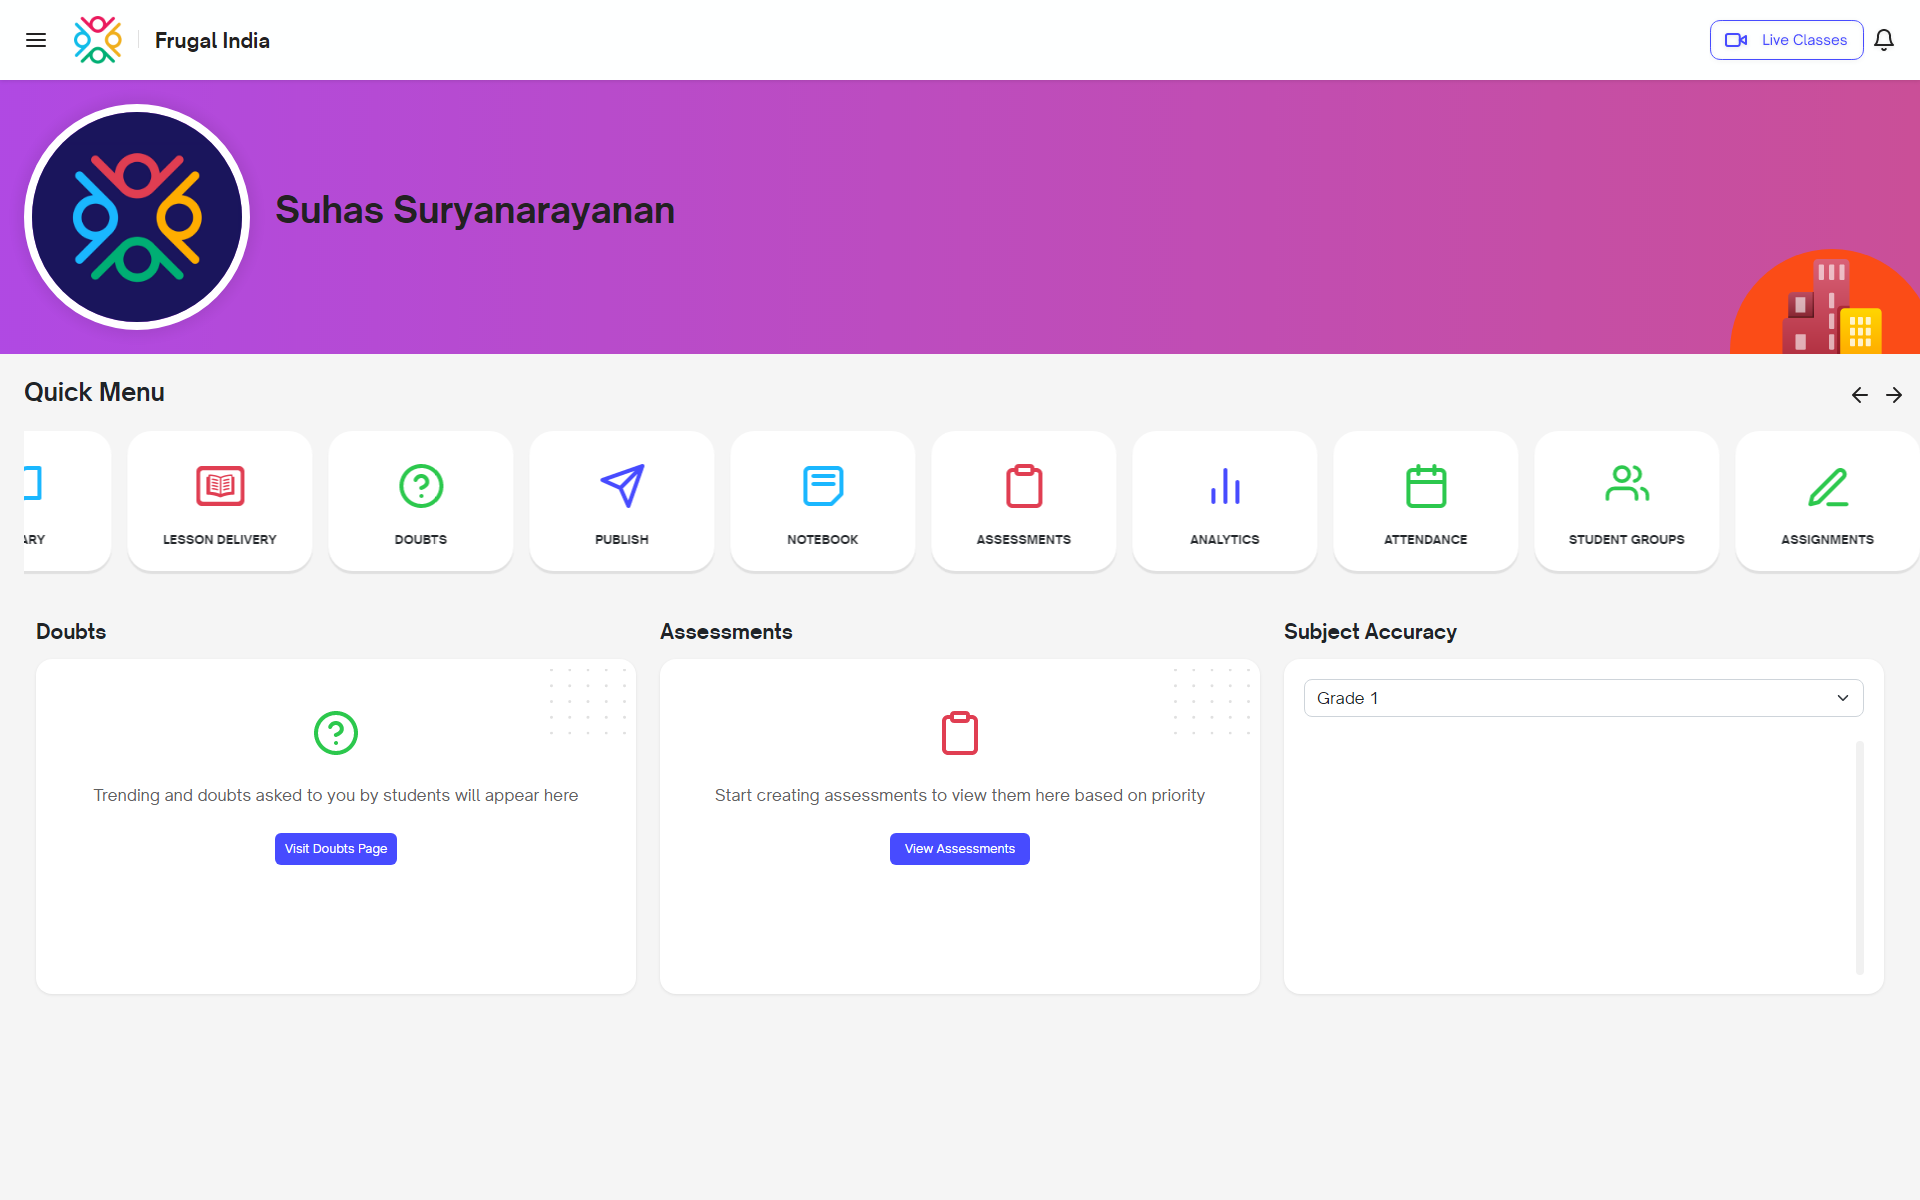 Frugal India
Live Classes
Suhas Suryanarayanan
Quick Menu
ARY
LESSON DELIVERY
DOUBTS
PUBLISH
NOTEBOOK
ASSESSMENTS
ANALYTICS
ATTENDANCE
STUDENT GROUPS
ASSIGNMENTS
Doubts
Trending and doubts asked to you by students will appear here
Visit Doubts Page
Assessments
Start creating assessments to view them here based on priority
View Assessments
Subject Accuracy
Grade 1